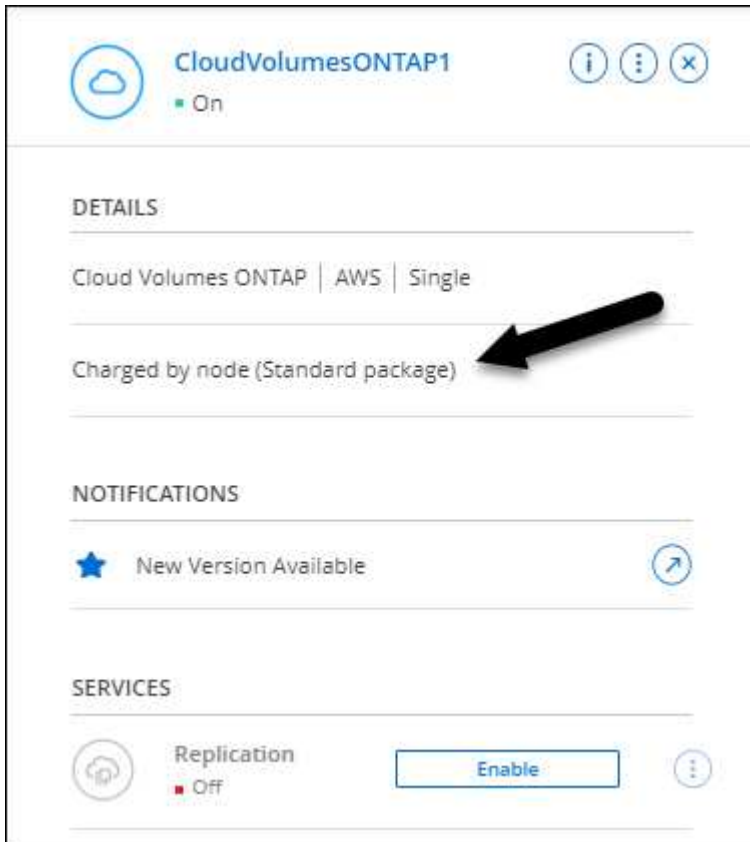 CloudVolumesONTAP1
On
DETAILS
Cloud Volumes ONTAP | AWS | Single
Charged by node (Standard package)
NOTIFICATIONS
New Version Available
SERVICES
Replication
Enable
Off